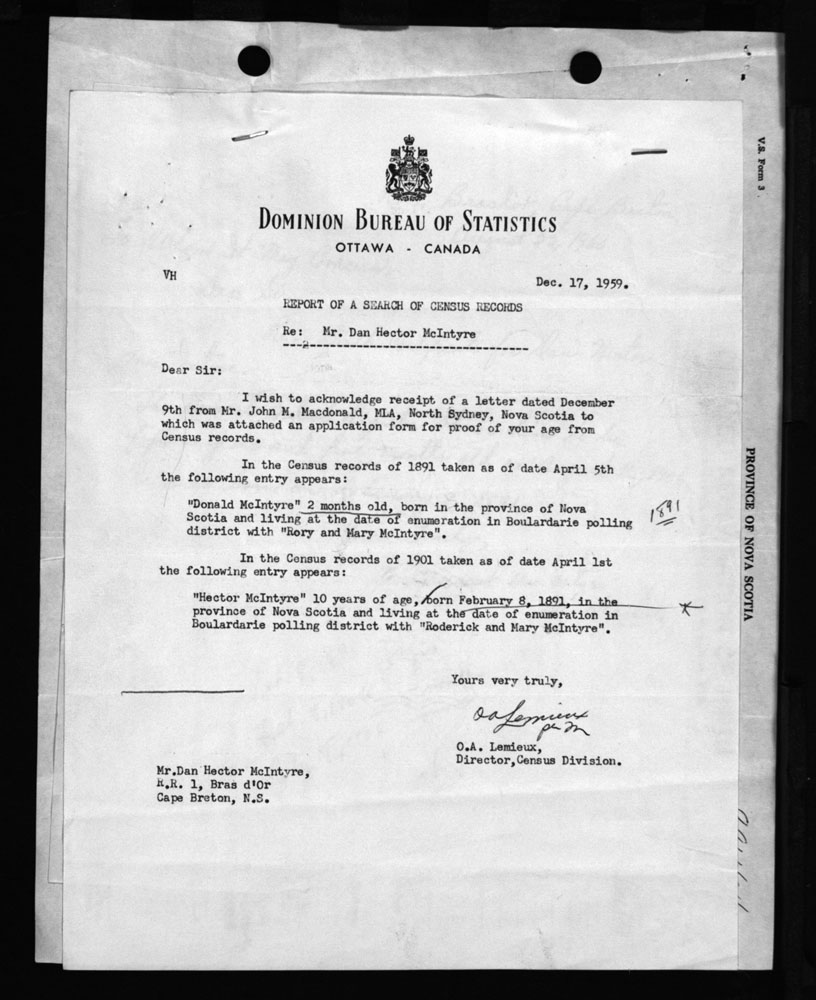 V.S. Form 3
DOMINION BUREAU OF STATISTICS
OTTAWA - CANADA
VH
Dec. 17, 1959.
REPORT OF A SEARCH OF CENSUS RECORDS
Re: Mr. Dan Hector McIntyre
Dear Sir:
I wish to acknowledge receipt of a letter dated December
9th from Mr. John M. Macdonald, MLA, North Sydney, Nova Scotia to
which was attached an application form for proof of your age from
Census records.
In the Census records of 1891 taken as of date April 5th
the following entry appears:
"Donald McIntyre" 2 months old, born in the province of Nova
Scotia and living at the date of enumeration in Boulardarie polling
district with "Rory and Mary McIntyre".
1891
In the Census records of 1901 taken as of date April 1st
the following entry appears:
"Hector McIntyre" 10 years of age, born February 8, 1891, in the
province of Nova Scotia and living at the date of enumeration in
Boulardarie polling district with "Roderick and Mary McIntyre".
PROVINCE OF NOVA SCOTIA
Yours very truly,
OALemieux
per M
O.A. Lemieux,
Director,Census Division.
Mr.Dan Hector McIntyre,
R.R. 1, Bras d'Or
Cape Breton, N.S.